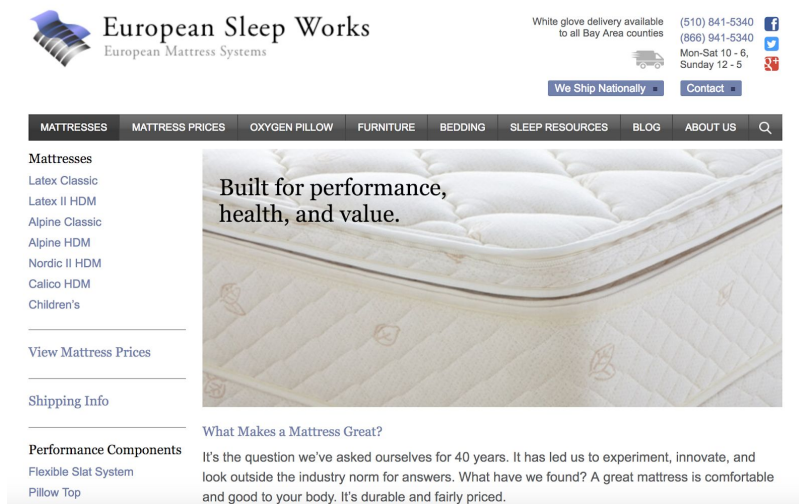 European Sleep Works
European Mattress Systems
White glove delivery available
to all Bay Area counties
(510) 841-5340
(866) 941-5340
Mon-Sat 10 - 6,
Sunday 12 - 5
We Ship Nationally
Contact
MATTRESSES
MATTRESS PRICES
OXYGEN PILLOW
FURNITURE
BEDDING
SLEEP RESOURCES
BLOG
ABOUT US
Mattresses
Latex Classic
Latex II HDM
Alpine Classic
Alpine HDM
Nordic II HDM
Calico HDM
Children's
View Mattress Prices
Shipping Info
Performance Components
Flexible Slat System
Pillow Top
Built for performance,
health, and value.
What Makes a Mattress Great?
It's the question we've asked ourselves for 40 years. It has led us to experiment, innovate, and
look outside the industry norm for answers. What have we found? A great mattress is comfortable
and good to your body. It's durable and fairly priced.